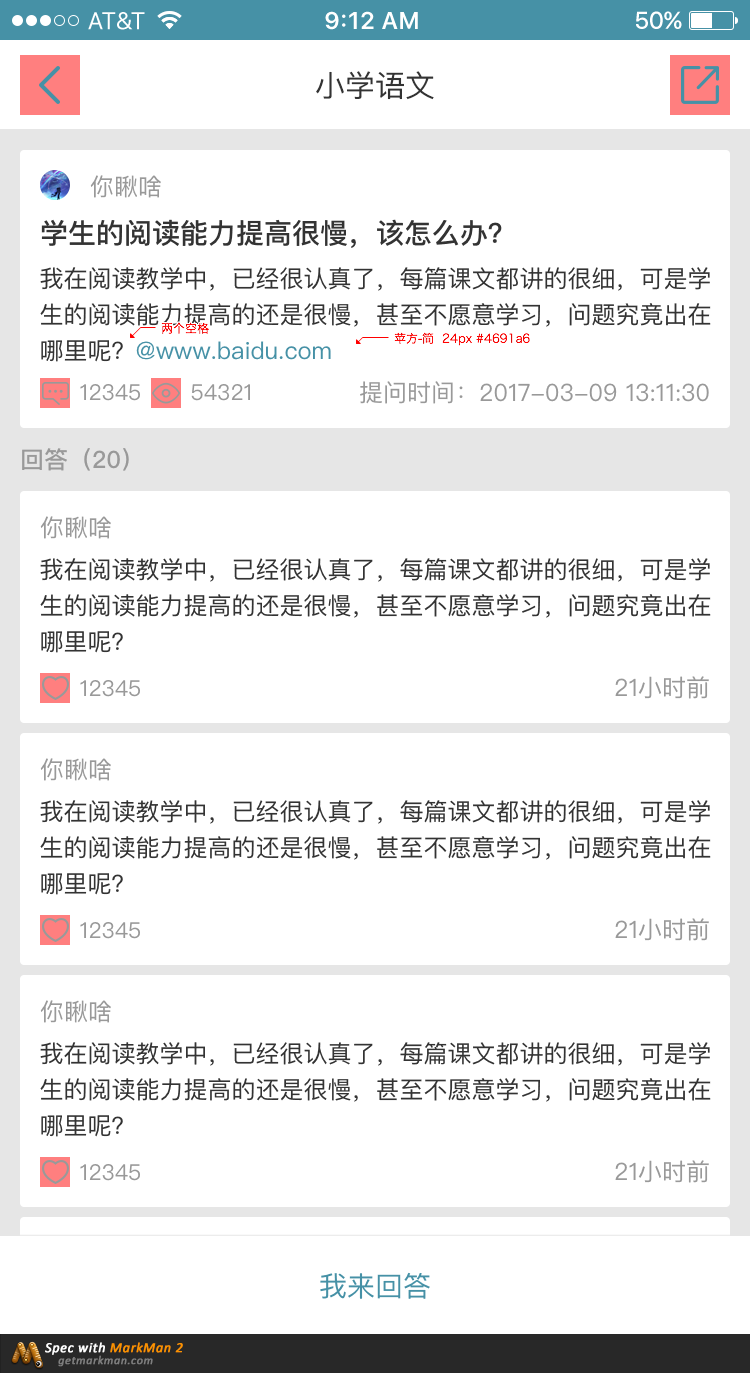 AT&T 9:12 AM 50%
小学语文
你瞅啥
学生的阅读能力提高很慢，该怎么办?
我在阅读教学中，已经很认真了，每篇课文都讲的很细，可是学
生的阅读能力提高的还是很慢，甚至不愿意学习，问题究竟出在
两个空格
哪里呢? @www.baidu.com
苹方-简 24px #4691a6
12345 54321 提问时间：2017-03-09 13:11:30
回答（20）
你瞅啥
我在阅读教学中，已经很认真了，每篇课文都讲的很细，可是学
生的阅读能力提高的还是很慢，甚至不愿意学习，问题究竟出在
哪里呢?
12345 21小时前
你瞅啥
我在阅读教学中，已经很认真了，每篇课文都讲的很细，可是学
生的阅读能力提高的还是很慢，甚至不愿意学习，问题究竟出在
哪里呢?
12345 21小时前
你瞅啥
我在阅读教学中，已经很认真了，每篇课文都讲的很细，可是学
生的阅读能力提高的还是很慢，甚至不愿意学习，问题究竟出在
哪里呢?
12345 21小时前
我来回答
Spec with MarkMan 2
getmarkman.com